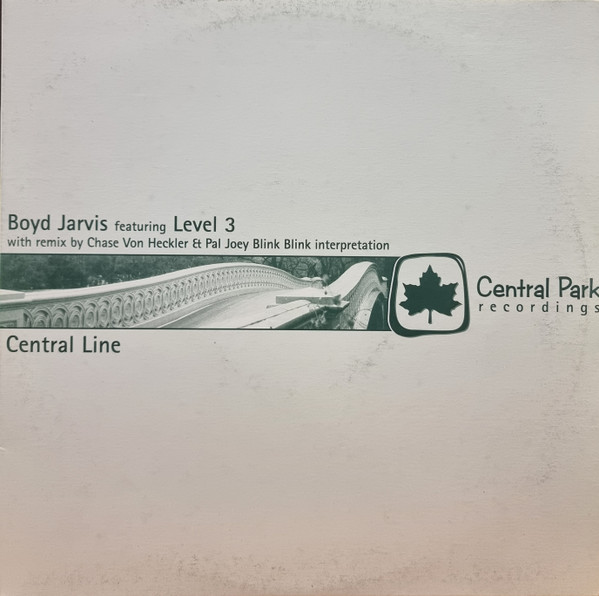 Boyd Jarvis featuring Level 3
with remix by Chase Von Heckler & Pal Joey Blink Blink interpretation
Central Park
recordings
Central Line